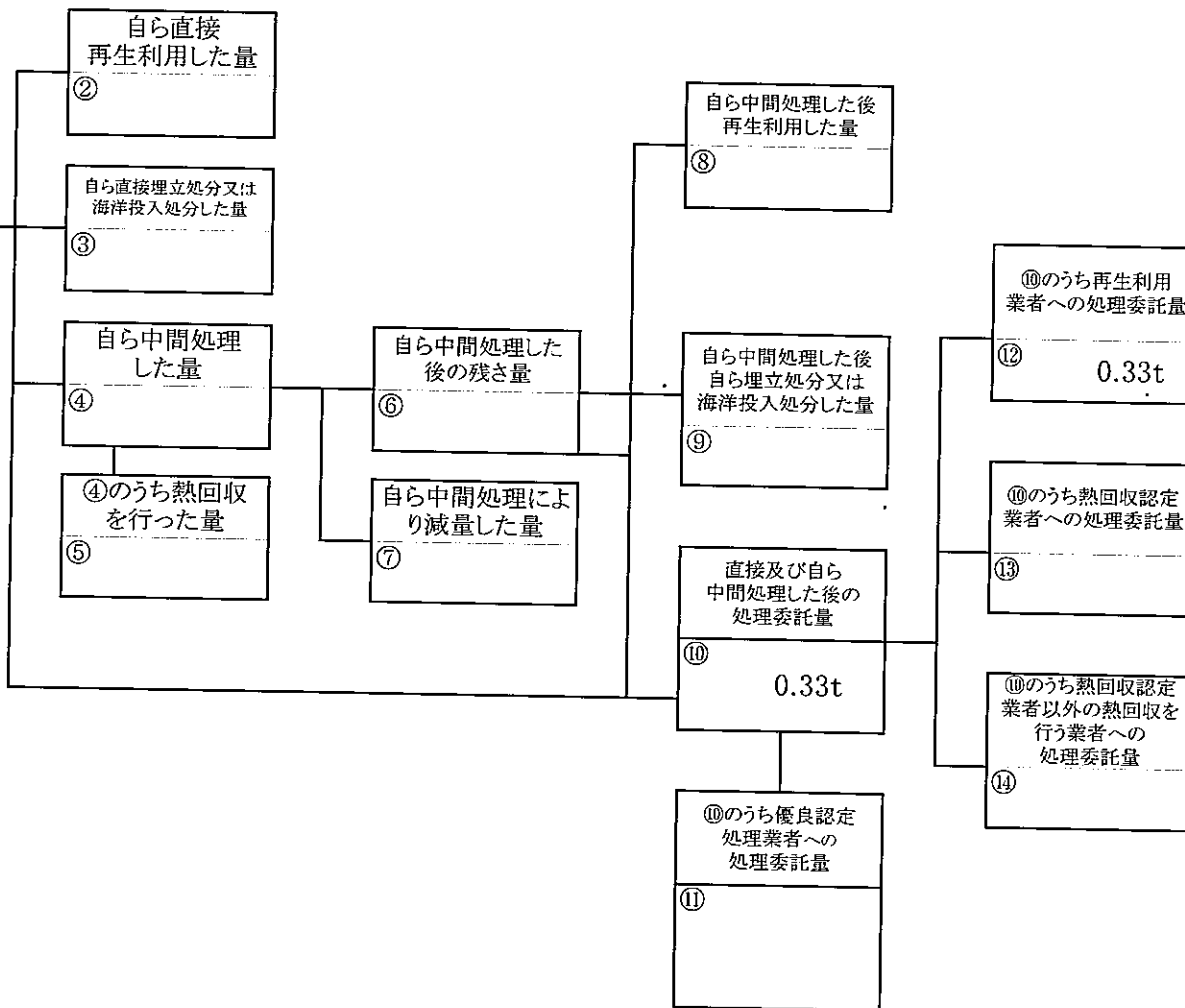 自ら直接
再生利用した量
②
自ら直接埋立処分又は
海洋投入処分した量
③
自ら中間処理
した量
④
④のうち熱回収
を行った量
⑤
自ら中間処理した
後の残さ量
⑥
自ら中間処理によ
り減量した量
⑦
自ら中間処理した後
再生利用した量
⑧
自ら中間処理した後
自ら埋立処分又は
海洋投入処分した量
⑨
直接及び自ら
中間処理した後の
処理委託量
⑩
0.33t
⑩のうち優良認定
処理業者への
処理委託量
⑪
⑩のうち再生利用
業者への処理委託量
⑫
0.33t
⑩のうち熱回収認定
業者への処理委託量
⑬
⑩のうち熱回収認定
業者以外の熱回収を
行う業者への
処理委託量
⑭